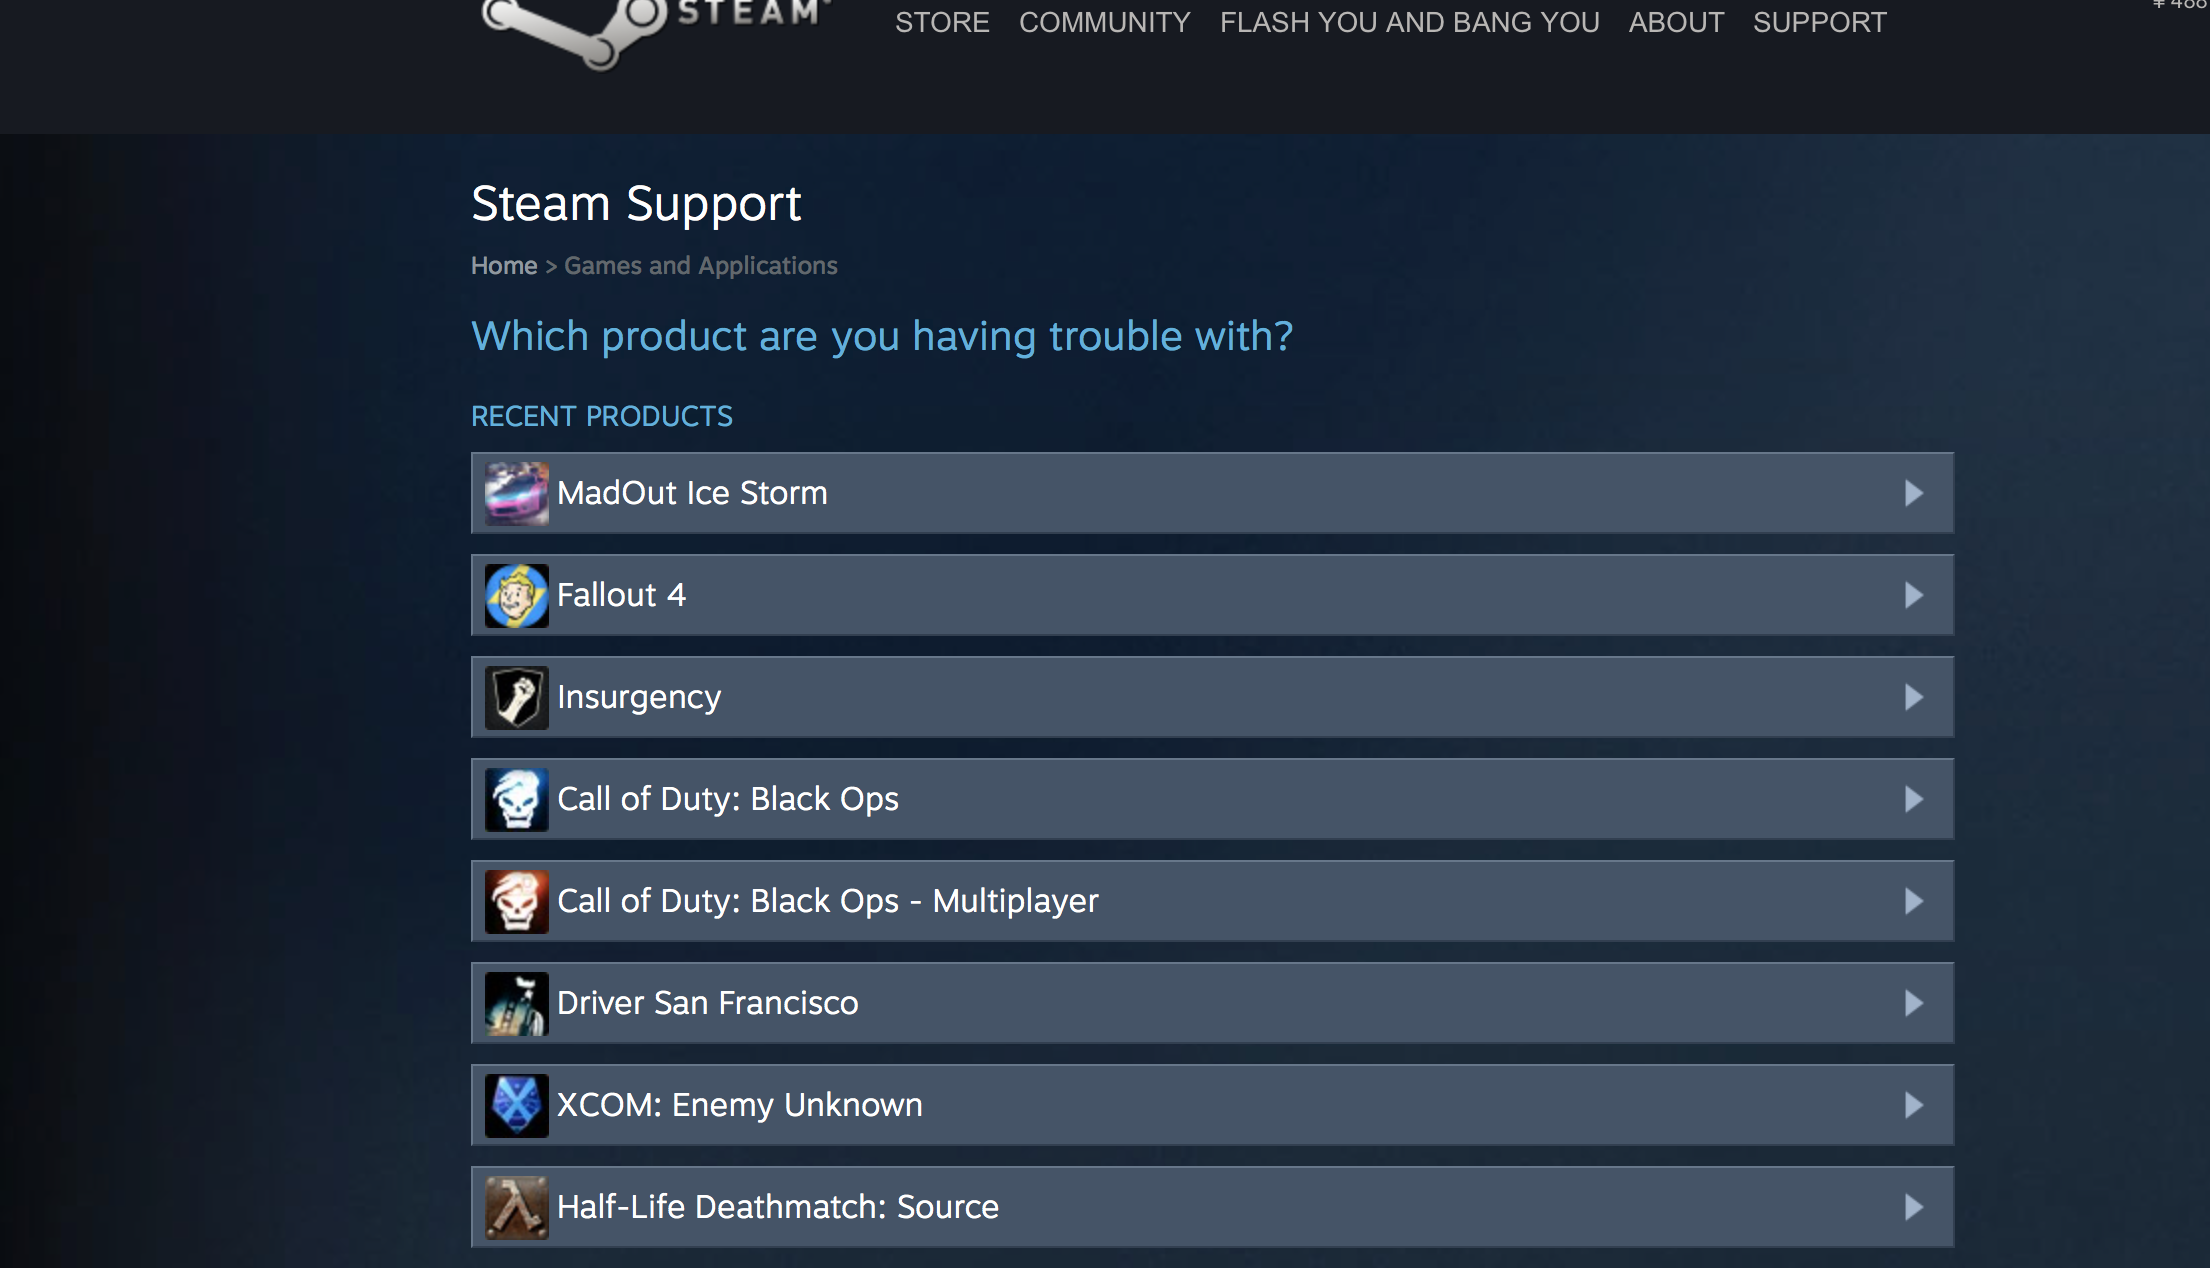 STEAM
STORE COMMUNITY FLASH YOU AND BANG YOU ABOUT SUPPORT
Steam Support
Home > Games and Applications
Which product are you having trouble with?
RECENT PRODUCTS
MadOut Ice Storm
Fallout 4
Insurgency
Call of Duty: Black Ops
Call of Duty: Black Ops - Multiplayer
Driver San Francisco
XCOM: Enemy Unknown
Half-Life Deathmatch: Source